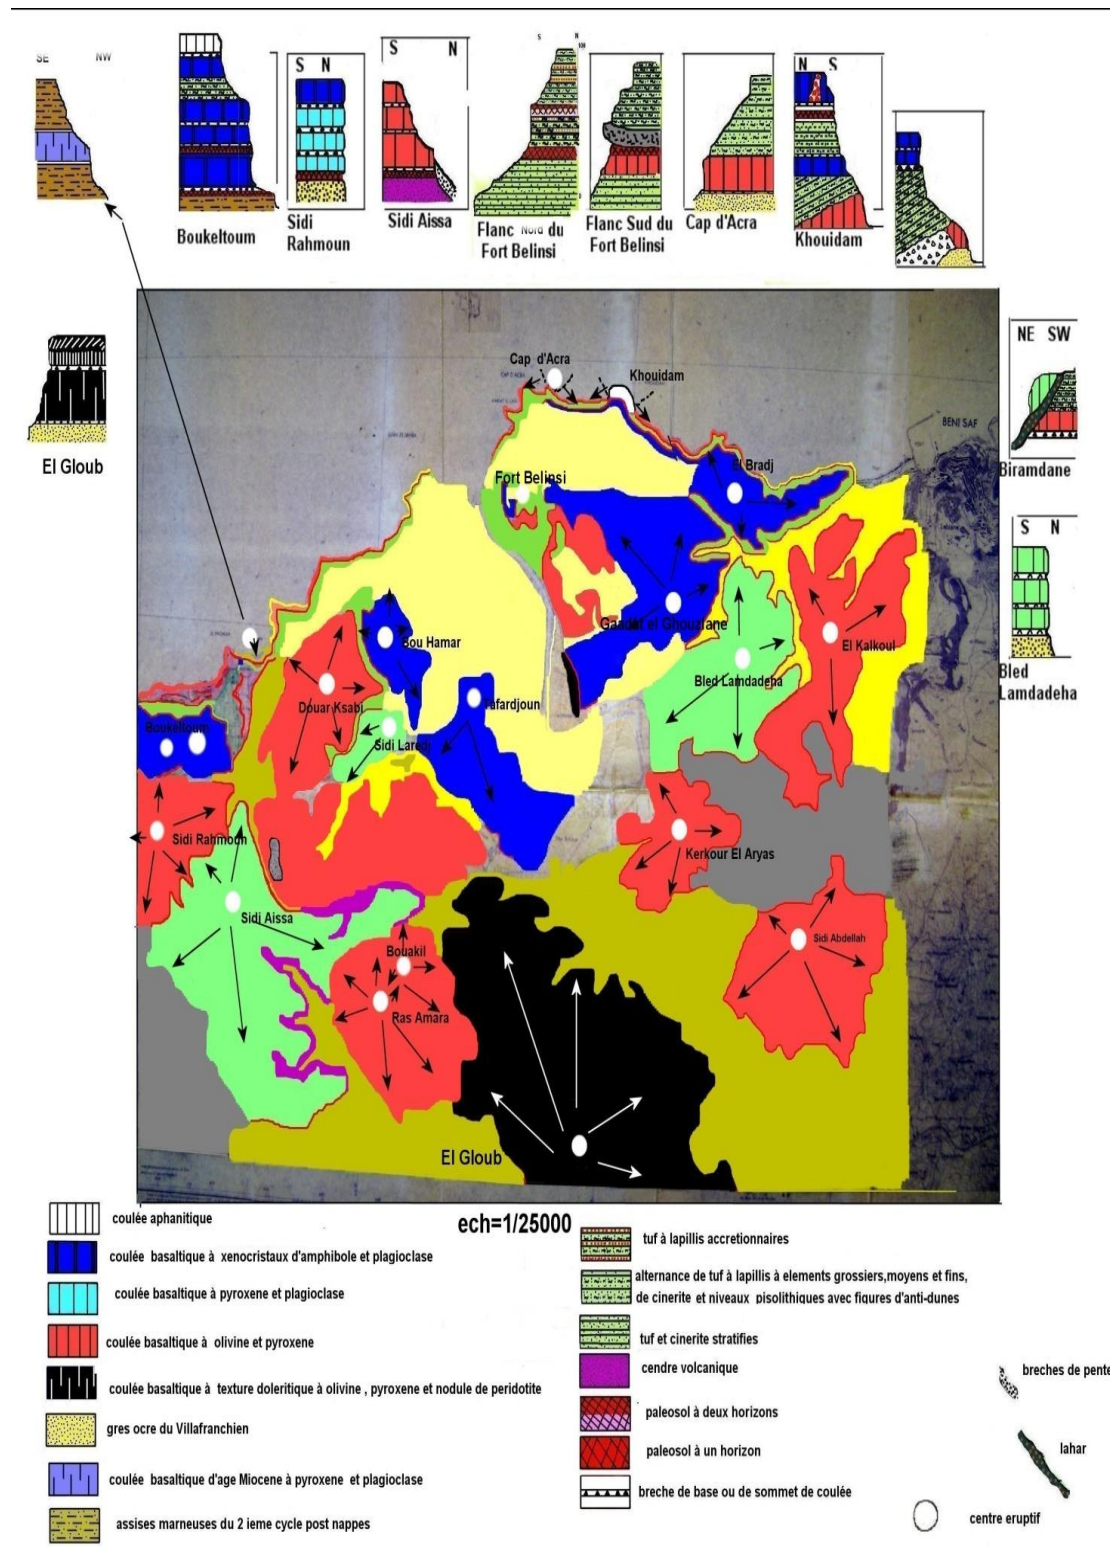 SE NW
S N
S N
S N
N S
Boukeltoum
Sidi
Rahmoun
Sidi Aissa
Flanc Nord du
Fort Belinsi
Flanc Sud du
Fort Belinsi
Cap d'Acra
Khouidam
El Gloub
NE SW
Biramdane
S N
Bled
Lamdadeha
Cap d'Acra
Khouidam
BENI SAF
El Bradj
Fort Belinsi
Gaadet el Ghouziane
Bou Hamar
El Kalkoul
Bled Lamdadeha
Douar Ksabi
Tafardjoun
Boukeltoum
Sidi Laredj
Sidi Rahmoun
Kerkour El Aryas
Sidi Aissa
Bouakil
Sidi Abdellah
Ras Amara
El Gloub
ech=1/25000
coulée aphanitique
coulée basaltique à xenocristaux d'amphibole et plagioclase
coulée basaltique à pyroxene et plagioclase
coulée basaltique à olivine et pyroxene
coulée basaltique à texture doleritique à olivine , pyroxene et nodule de peridotite
gres ocre du Villafranchien
coulée basaltique d'age Miocene à pyroxene et plagioclase
assises marneuses du 2 ieme cycle post nappes
tuf à lapillis accretionnaires
alternance de tuf à lapillis à elements grossiers,moyens et fins,
de cinerite et niveaux pisolithiques avec figures d'anti-dunes
tuf et cinerite stratifies
cendre volcanique
paleosol à deux horizons
paleosol à un horizon
breche de base ou de sommet de coulée
breches de pente
lahar
centre eruptif